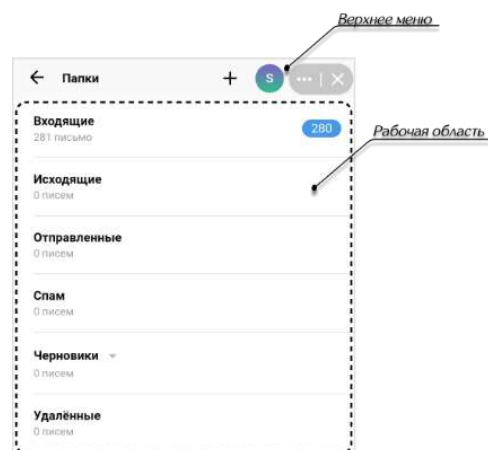 Верхнее меню
Папки + S
Входящие 280
281 письмо
Рабочая область
Исходящие
0 писем
Отправленные
0 писем
Спам
0 писем
Черновики
0 писем
Удалённые
0 писем